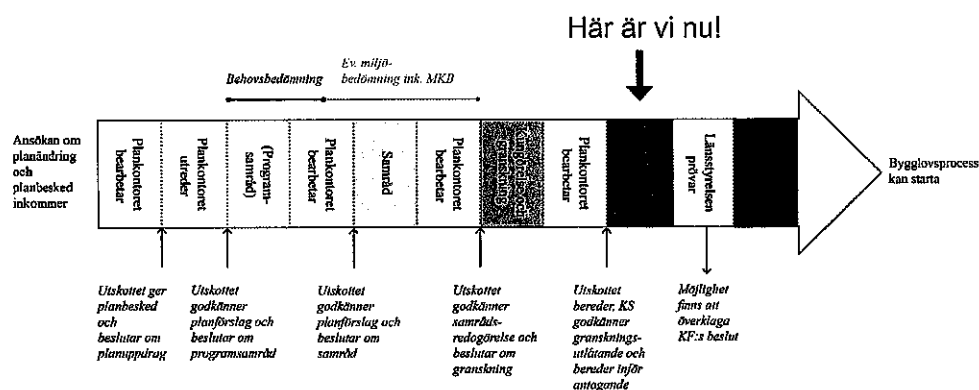 Här är vi nu!
Ev. miljö-
bedömning ink. MKB
Behovsbedömning
Ansökan om
planändring
och
planbesked
inkommer
Plankontoret
bearbetar
Plankontoret
utreder
(Program-
samråd)
Plankontoret
bearbetar
Samråd
Plankontoret
bearbetar
Kungörelse och
granskning
Plankontoret
bearbetar
Länsstyrelsen
prövar
Bygglovsprocess
kan starta
Utskottet ger
planbesked
och
beslutar om
planuppdrag
Utskottet
godkänner
planförslag och
beslutar om
programsamråd
Utskottet
godkänner
planförslag och
beslutar om
samråd
Utskottet
godkänner
samråds-
redogörelse och
beslutar om
granskning
Utskottet
bereder, KS
godkänner
gransknings-
utlåtande och
bereder inför
antagande
Möjlighet
finns att
överklaga
KF:s beslut